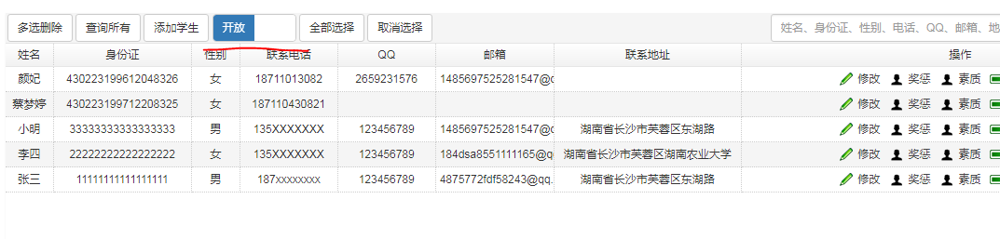 多选删除 查询所有 添加学生 开放 全部选择 取消选择 姓名、身份证、性别、电话、QQ、邮箱、地
姓名 身份证 性别 联系电话 QQ 邮箱 联系地址 操作
颜妃 430223199612048326 女 18711013082 2659231576 1485697525281547@q 修改 奖惩 素质
蔡梦婷 430223199712208325 女 187110430821 修改 奖惩 素质
小明 33333333333333333 男 135XXXXXXX 123456789 1485697525281547@q 湖南省长沙市芙蓉区东湖路 修改 奖惩 素质
李四 22222222222222222 女 135XXXXXXX 123456789 184dsa8551111165@q 湖南省长沙市芙蓉区湖南农业大学 修改 奖惩 素质
张三 11111111111111111 男 187xxxxxxxx 123456789 4875772fdf58243@qq. 湖南省长沙市芙蓉区东湖路 修改 奖惩 素质